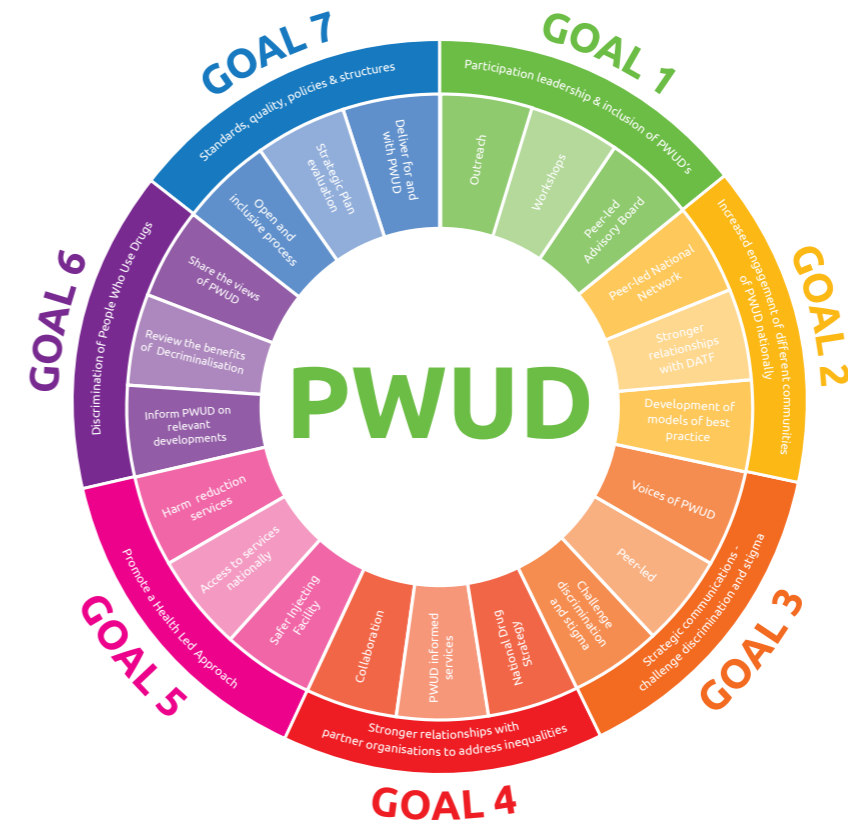 GOAL 1
Participation leadership & inclusion of PWUD's
Outreach
Workshops
Peer-led
Advisory Board
GOAL 2
Increased engagement of different communities
of PWUD nationally
Peer-led National
Network
Stronger
relationships
with DATF
Development of
models of best
practice
GOAL 3
Strategic communications -
challenge discrimination and stigma
Voices of PWUD
Peer-led
Challenge
discrimination
and stigma
GOAL 4
Stronger relationships with
partner organisations to address inequalities
National Drug
Strategy
PWUD informed
services
Collaboration
GOAL 5
Promote a Health Led Approach
Safer Injecting
Facility
Access to services
nationally
Harm reduction
services
GOAL 6
Discrimination of People Who Use Drugs
Inform PWUD on
relevant
developments
Review the benefits
of Decriminalisation
Share the views
of PWUD
GOAL 7
Standards, quality, policies & structures
Open and
inclusive process
Strategic Plan
evaluation
Deliver for and
with PWUD
PWUD